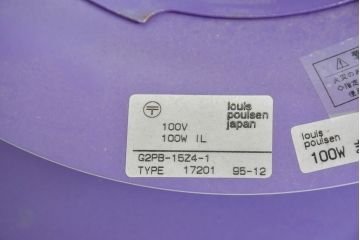 louis
poulsen
japan
〒
100V
100W IL
G2PB-15Z4-1
TYPE 17201 95-12
louis
poulsen
100W